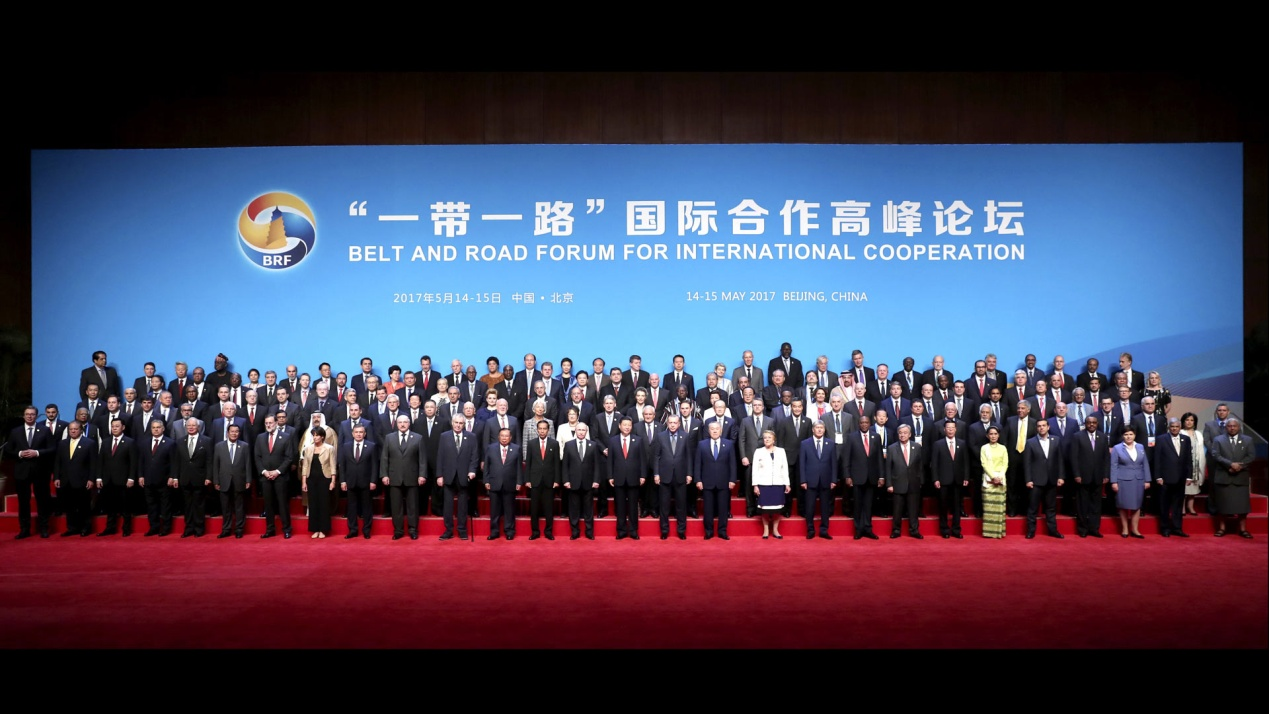 “一带一路”国际合作高峰论坛
BELT AND ROAD FORUM FOR INTERNATIONAL COOPERATION
BRF
2017年5月14-15日 中国·北京
14-15 MAY 2017 BEIJING, CHINA